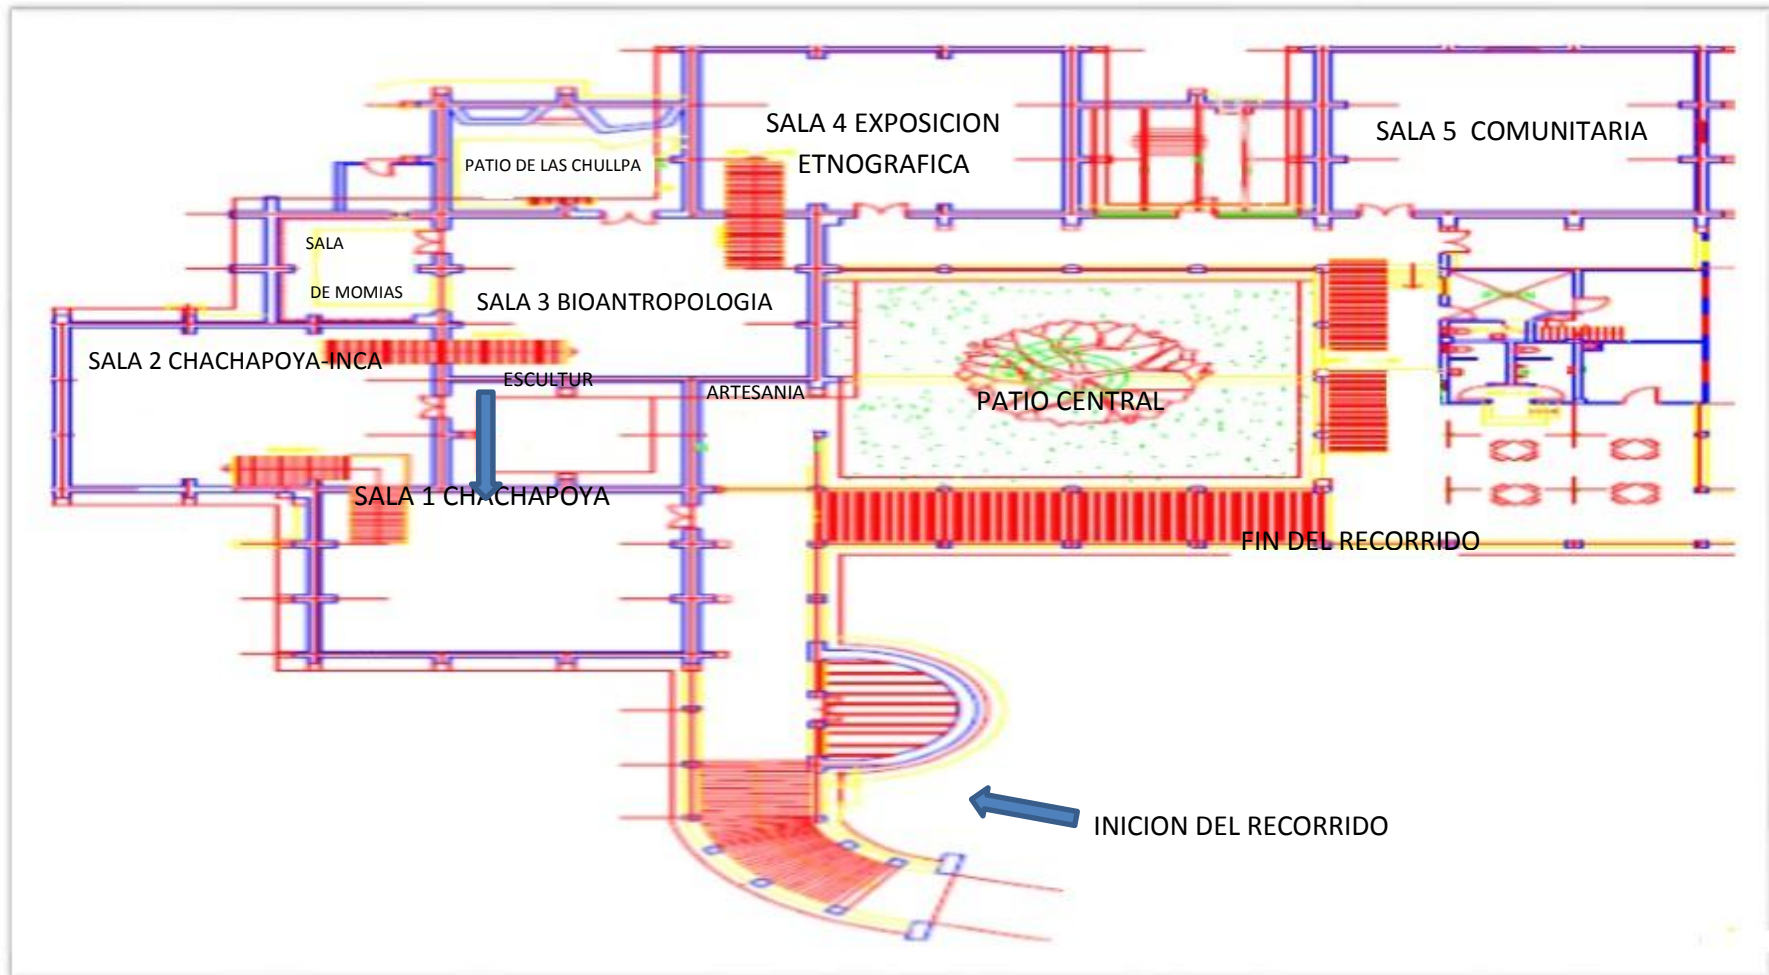 SALA 4 EXPOSICION
ETNOGRAFICA
SALA 5  COMUNITARIA
PATIO DE LAS CHULLPA
SALA
DE MOMIAS
SALA 3 BIOANTROPOLOGIA
SALA 2 CHACHAPOYA-INCA
ESCULTUR
ARTESANIA
PATIO CENTRAL
SALA 1 CHACHAPOYA
FIN DEL RECORRIDO
INICION DEL RECORRIDO